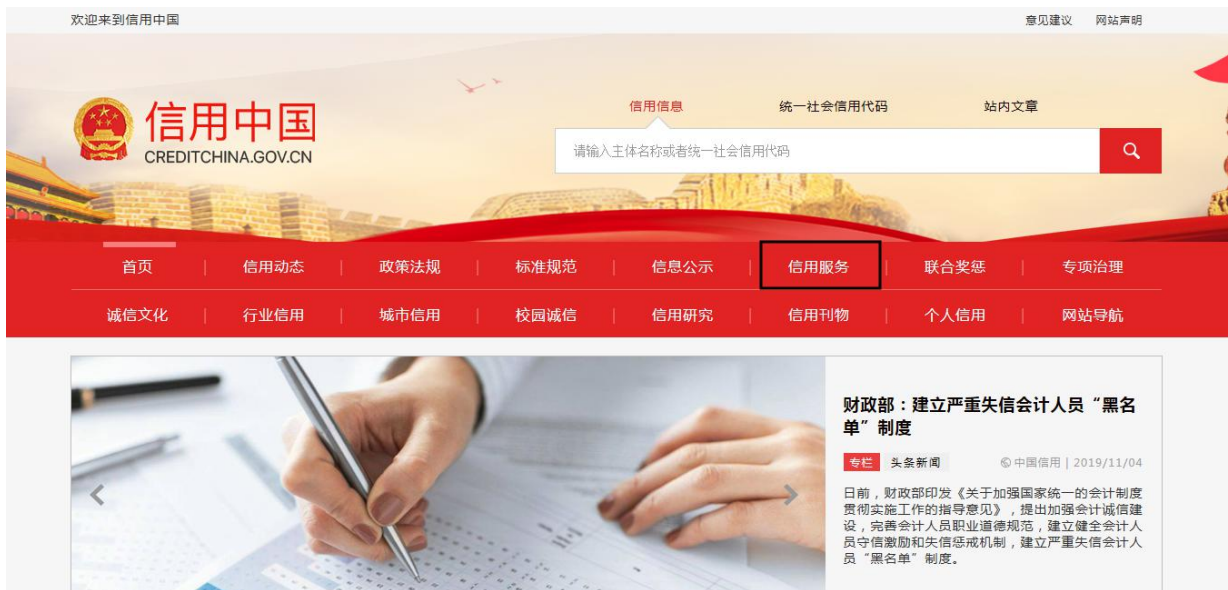 欢迎来到信用中国
意见建议 网站声明
信用中国
CREDITCHINA.GOV.CN
信用信息 统一社会信用代码 站内文章
请输入主体名称或者统一社会信用代码
首页 | 信用动态 | 政策法规 | 标准规范 | 信息公示 | 信用服务 | 联合奖惩 | 专项治理
诚信文化 | 行业信用 | 城市信用 | 校园诚信 | 信用研究 | 信用刊物 | 个人信用 | 网站导航
财政部：建立严重失信会计人员“黑名
单”制度
专栏 头条新闻 ©中国信用 | 2019/11/04
日前，财政部印发《关于加强国家统一的会计制度
贯彻实施工作的指导意见》，提出加强会计诚信建
设，完善会计人员职业道德规范，建立健全会计人
员守信激励和失信惩戒机制，建立严重失信会计人
员“黑名单”制度。